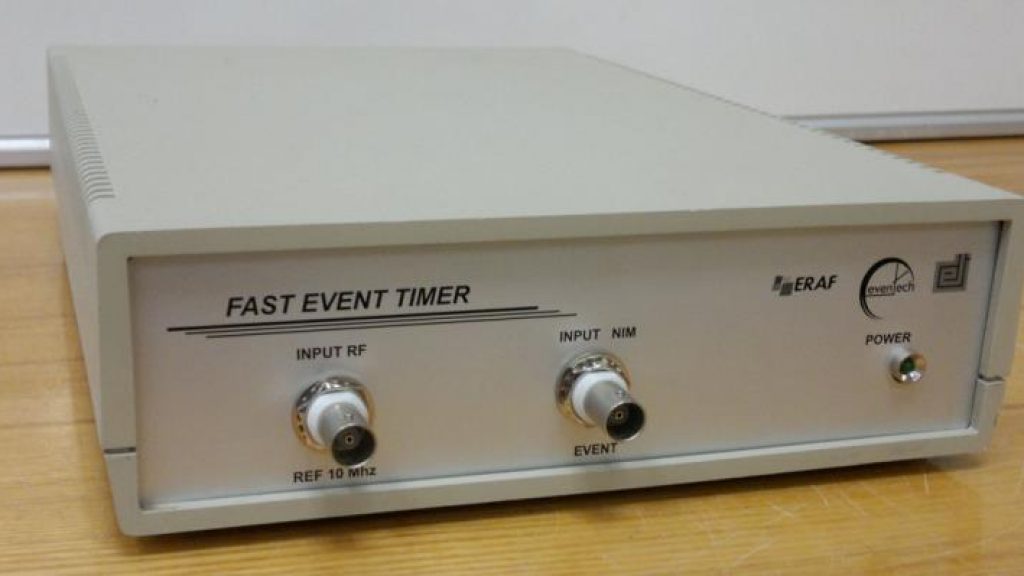 FAST EVENT TIMER
ERAF
eventech
INPUT RF
INPUT NIM
POWER
REF 10 Mhz
EVENT